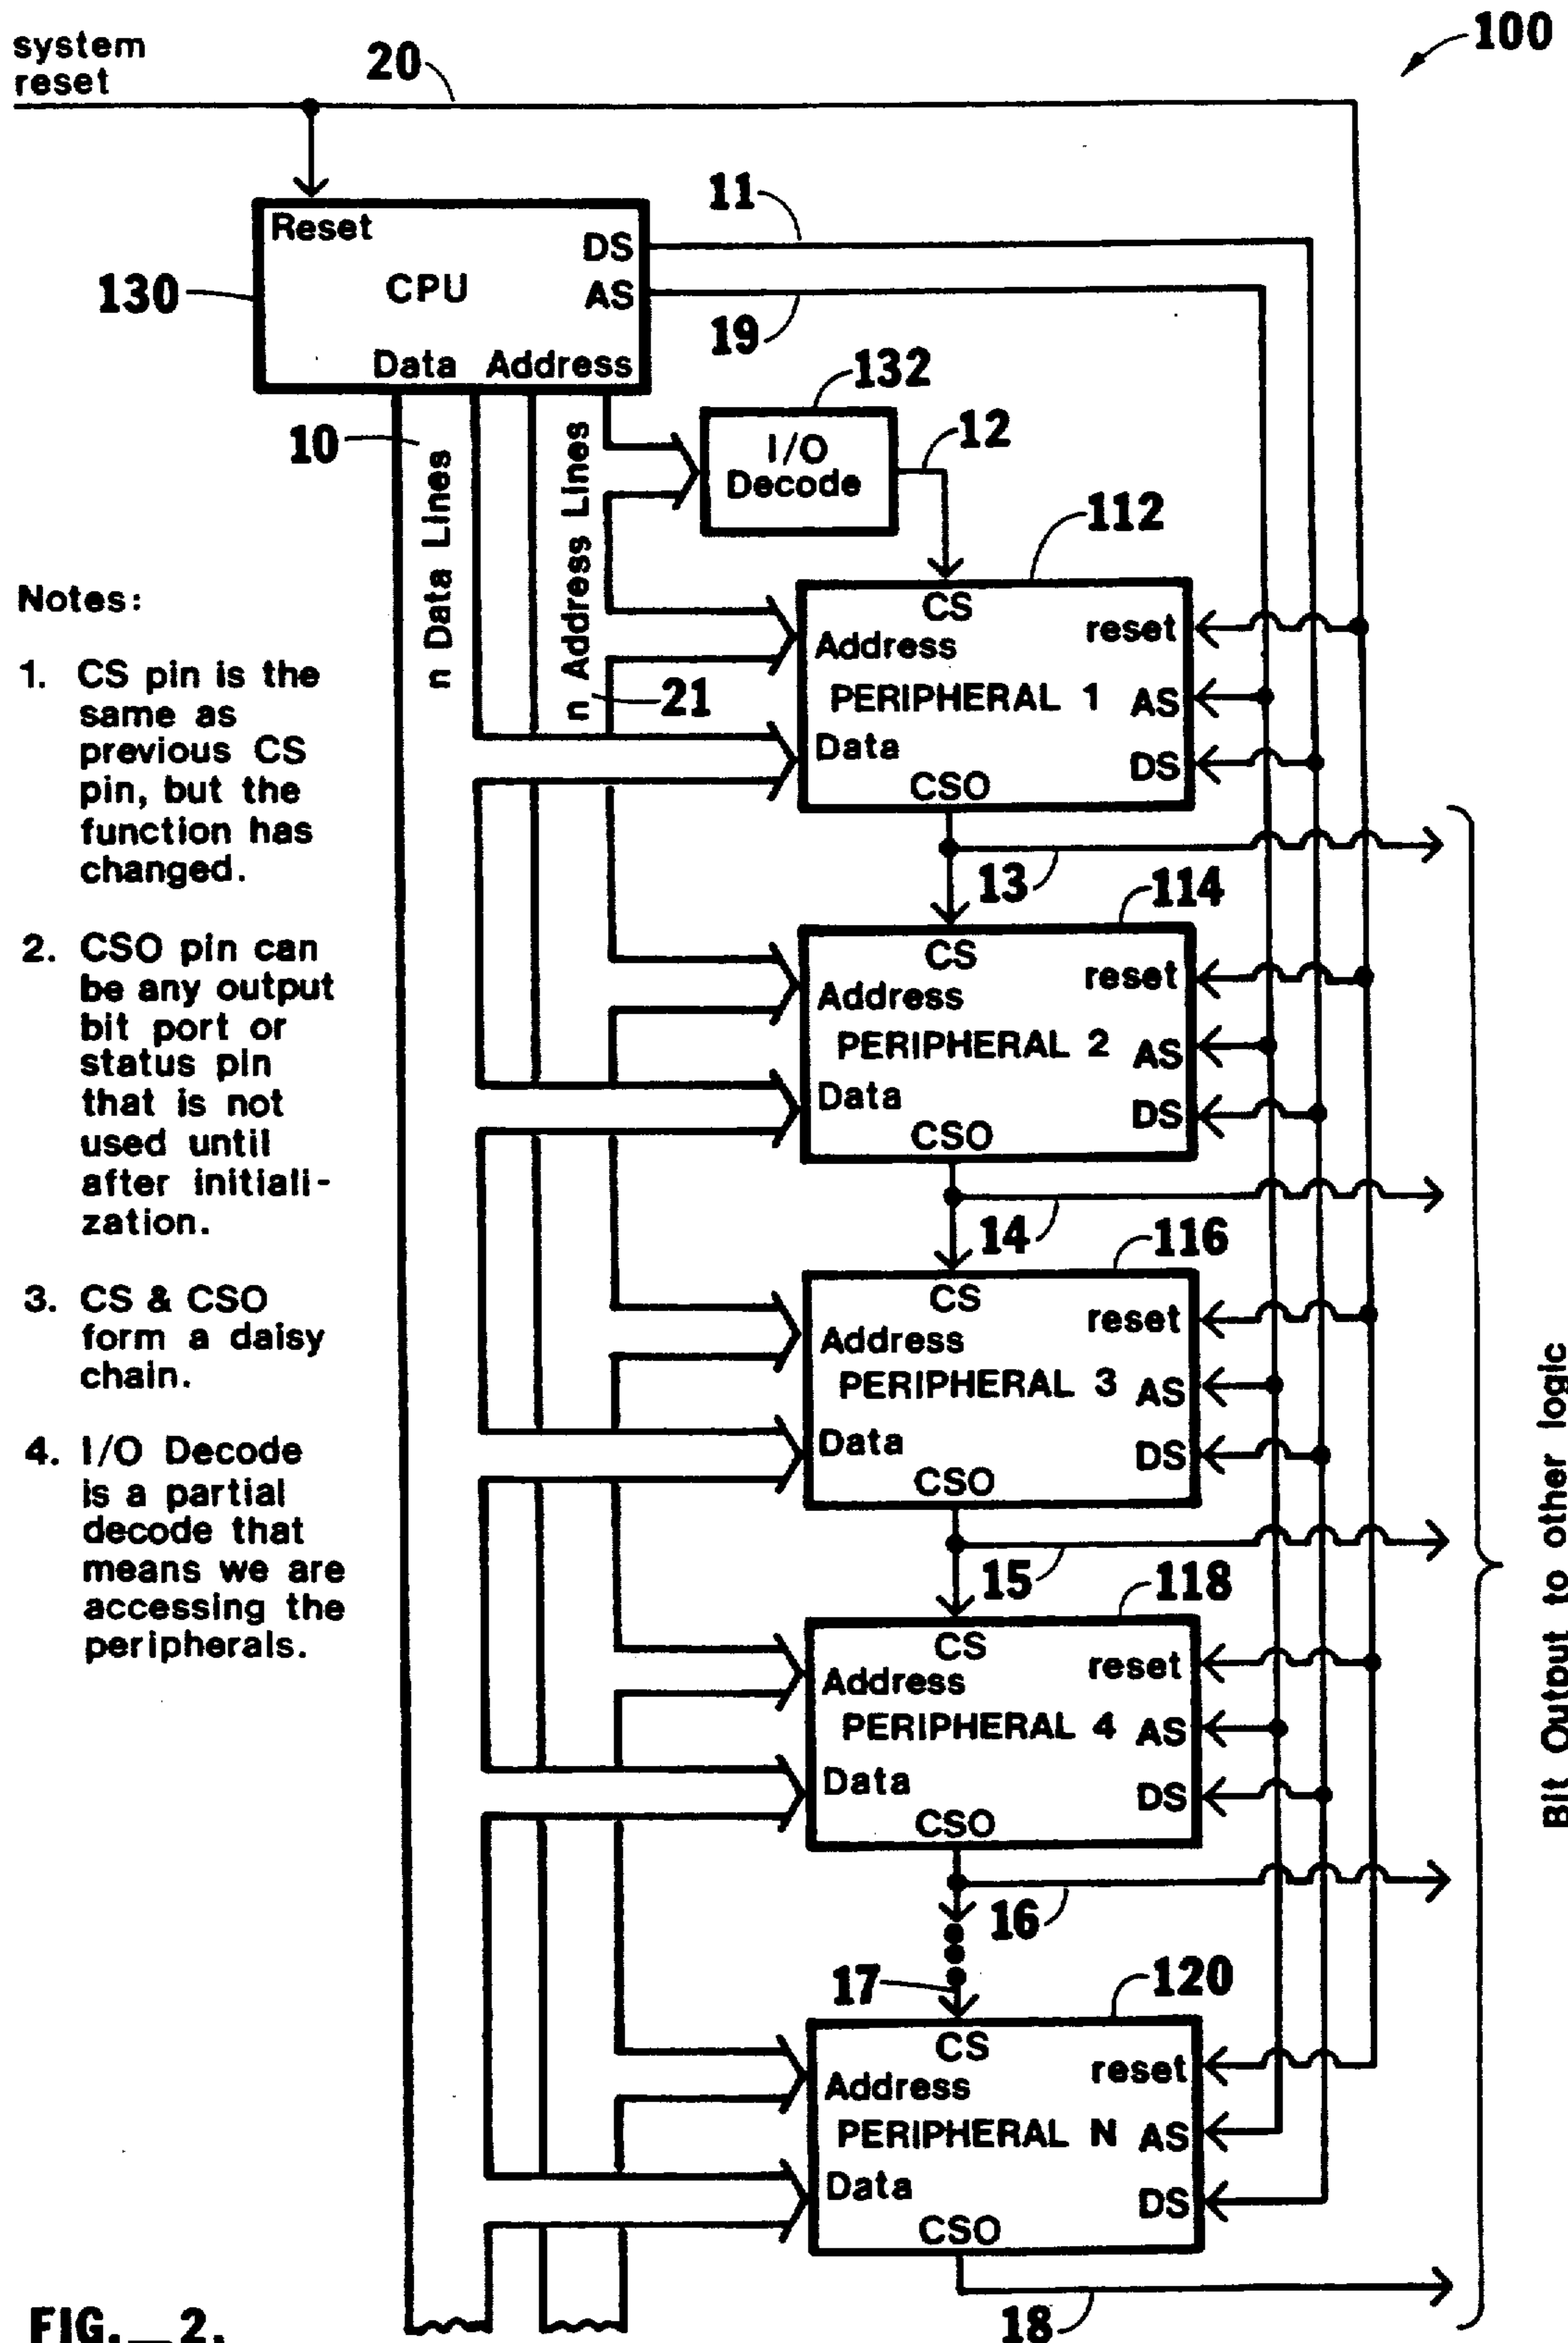 system
reset
20
100
11
Reset
DS
CPU
AS
130
19
Data Address
132
10
I/O
Decode
12
n Data Lines
n Address Lines
21
112
CS
Address
reset
PERIPHERAL 1
AS
Data
DS
CSO
13
114
CS
Address
reset
PERIPHERAL 2
AS
Data
DS
CSO
14
116
CS
Address
reset
PERIPHERAL 3
AS
Data
DS
CSO
15
118
CS
Address
reset
PERIPHERAL 4
AS
Data
DS
CSO
16
17
120
CS
Address
reset
PERIPHERAL N
AS
Data
DS
CSO
18
Bit Output to other logic
Notes:
1. CS pin is the
same as
previous CS
pin, but the
function has
changed.
2. CSO pin can
be any output
bit port or
status pin
that is not
used until
after initiali-
zation.
3. CS & CSO
form a daisy
chain.
4. I/O Decode
is a partial
decode that
means we are
accessing the
peripherals.
FIG._2.